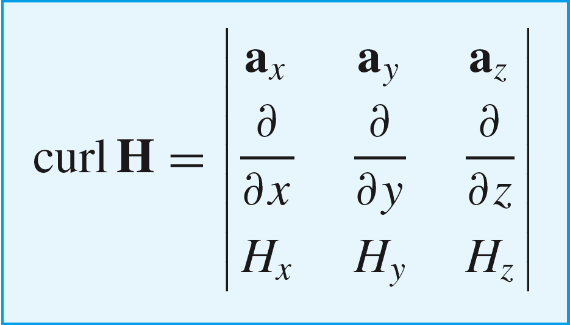 curl H = | a_x a_y a_z |
| ∂/∂x ∂/∂y ∂/∂z |
| H_x H_y H_z |